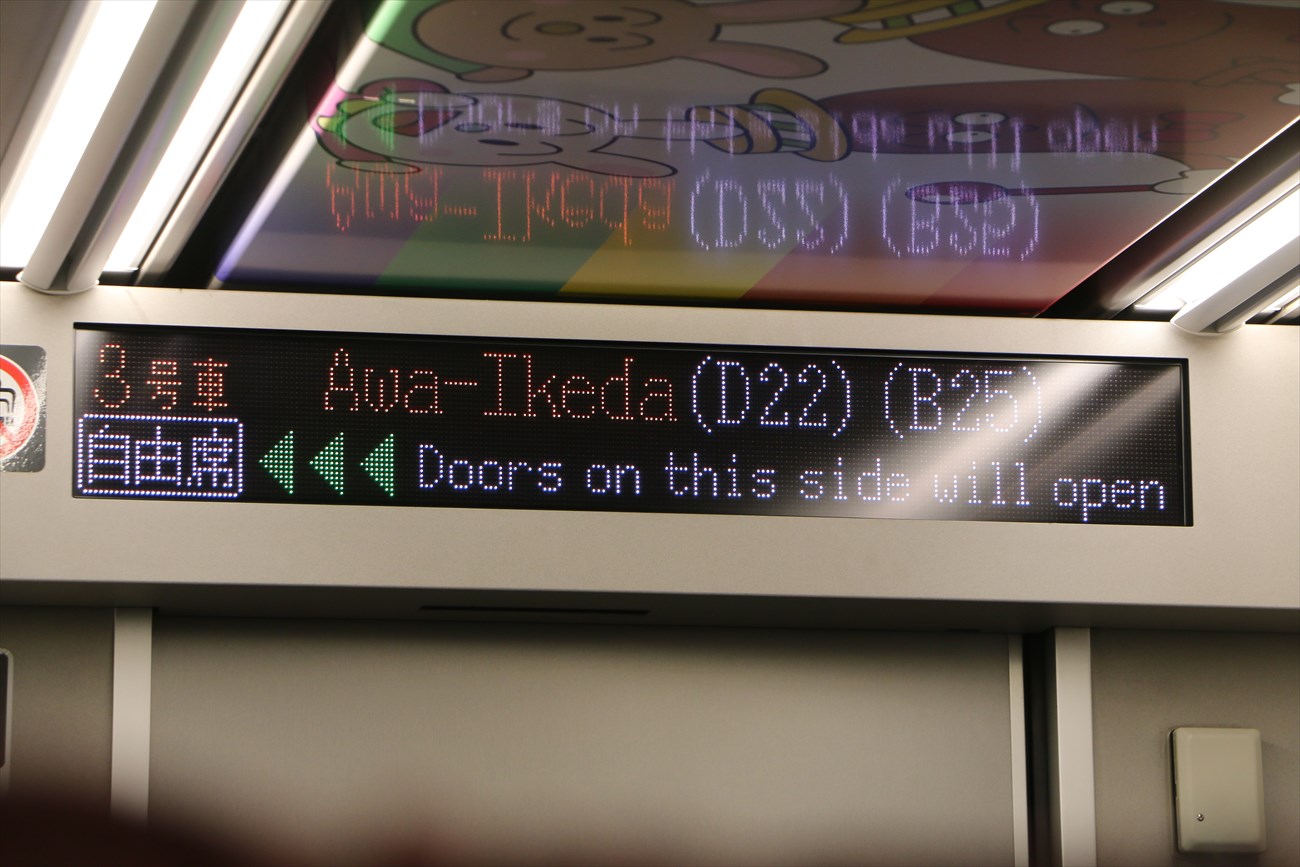 3号車 Awa-Ikeda(D22) (B25)
自由席 ◀◀◀ Doors on this side will open